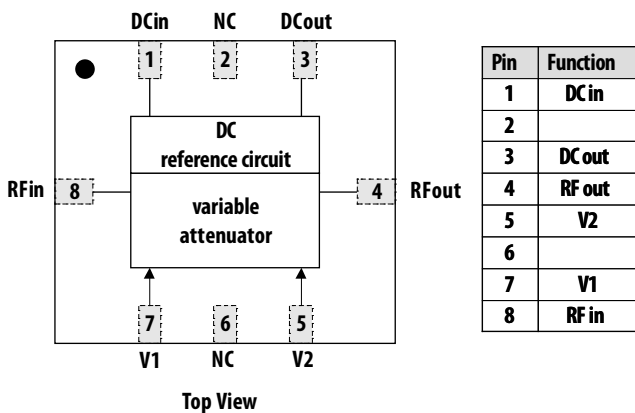 DCin NC DCout
1 2 3
DC
reference circuit
RFin 8 4 RFout
variable
attenuator
7 6 5
V1 NC V2
Top View
Pin Function
1 DC in
2
3 DC out
4 RF out
5 V2
6
7 V1
8 RF in